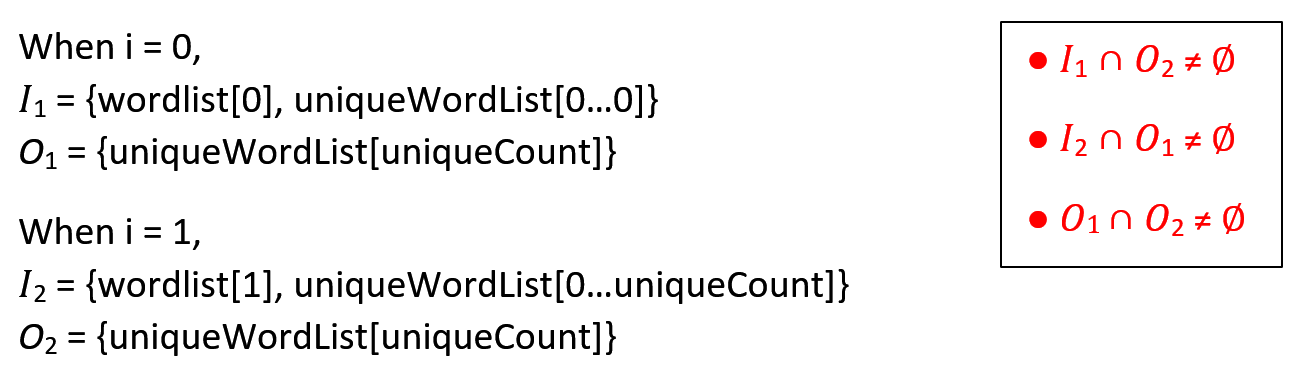 When i = 0,
I₁ = {wordlist[0], uniqueWordList[0…0]}
O₁ = {uniqueWordList[uniqueCount]}
When i = 1,
I₂ = {wordlist[1], uniqueWordList[0…uniqueCount]}
O₂ = {uniqueWordList[uniqueCount]}
● I₁ ∩ O₂ ≠ ∅
● I₂ ∩ O₁ ≠ ∅
● O₁ ∩ O₂ ≠ ∅